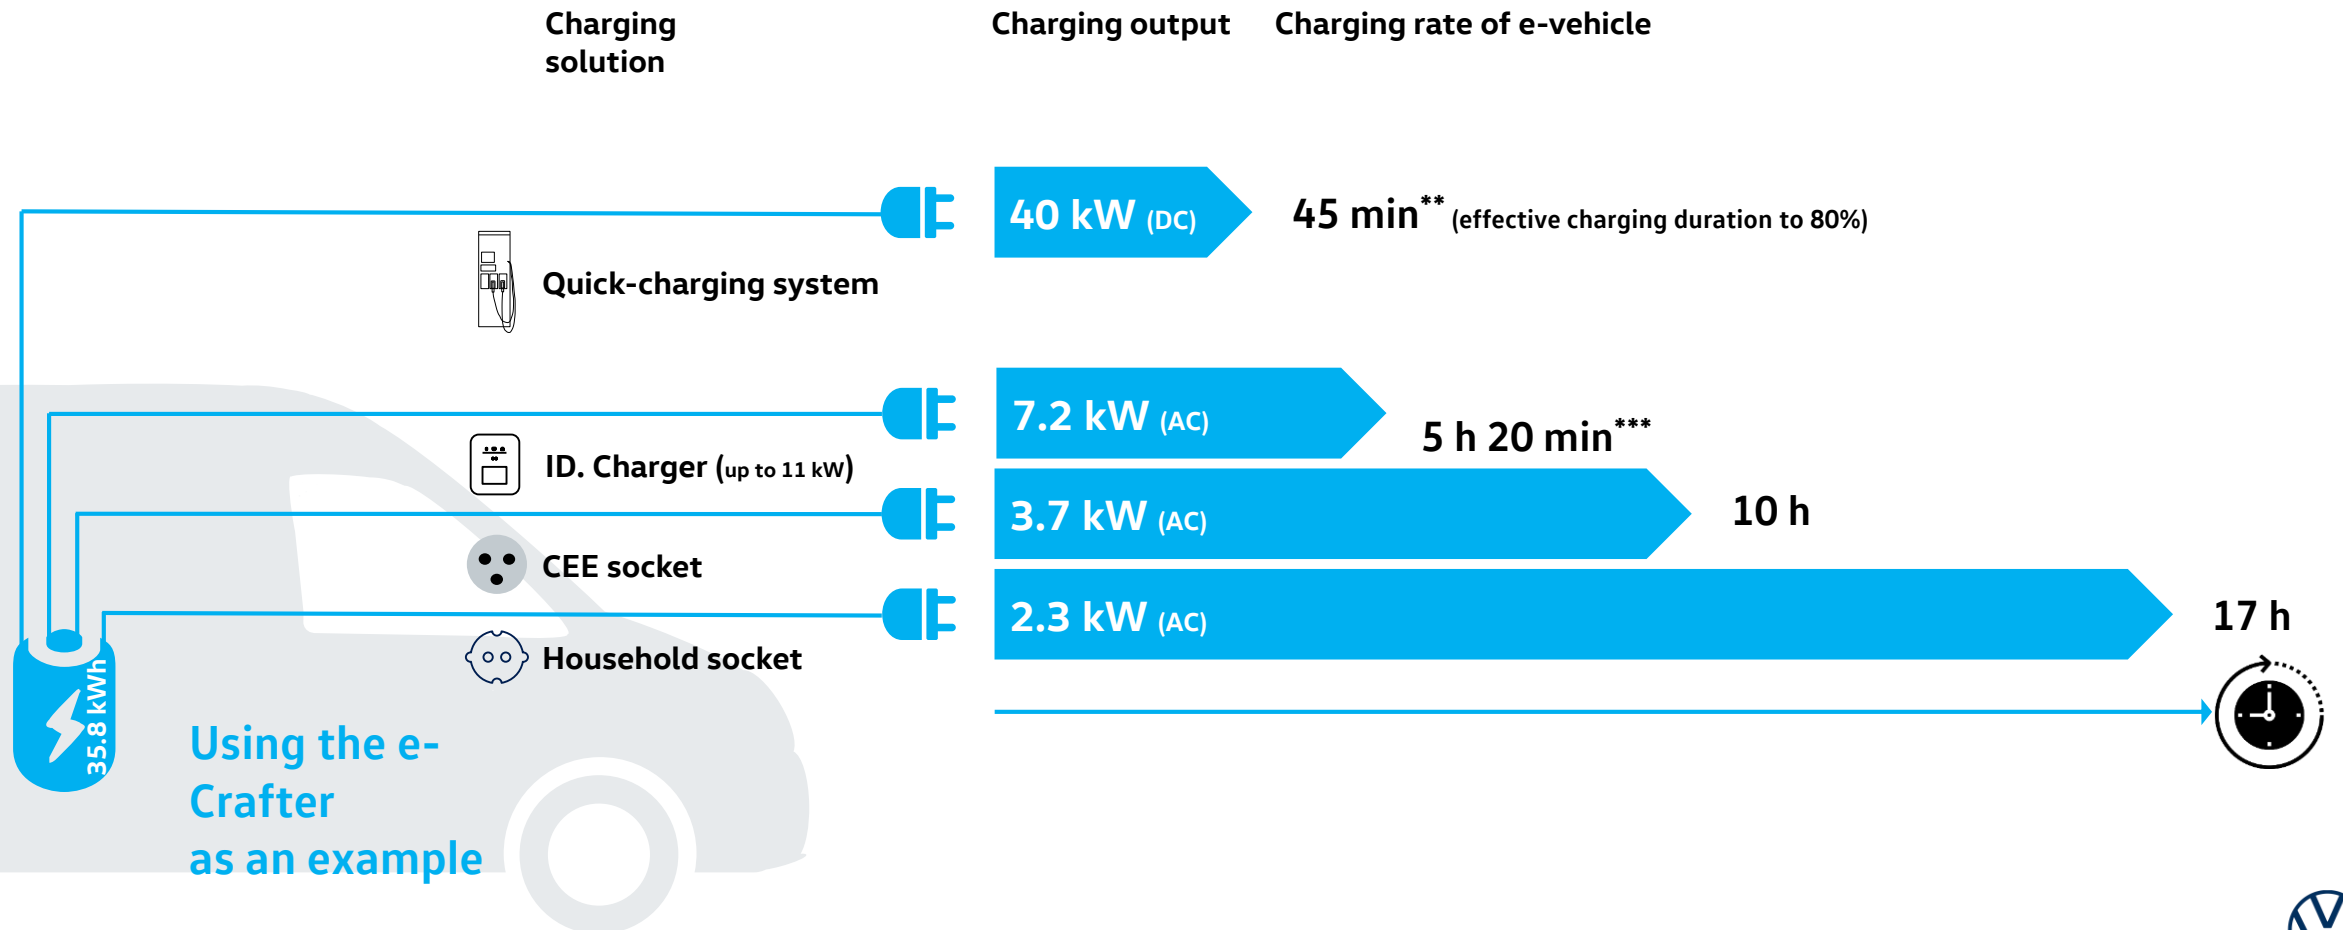 Charging
solution
Charging output
Charging rate of e-vehicle
40 kW (DC)
45 min** (effective charging duration to 80%)
Quick-charging system
7.2 kW (AC)
5 h 20 min***
ID. Charger (up to 11 kW)
3.7 kW (AC)
10 h
CEE socket
2.3 kW (AC)
17 h
Household socket
35.8 kWh
Using the e-
Crafter
as an example